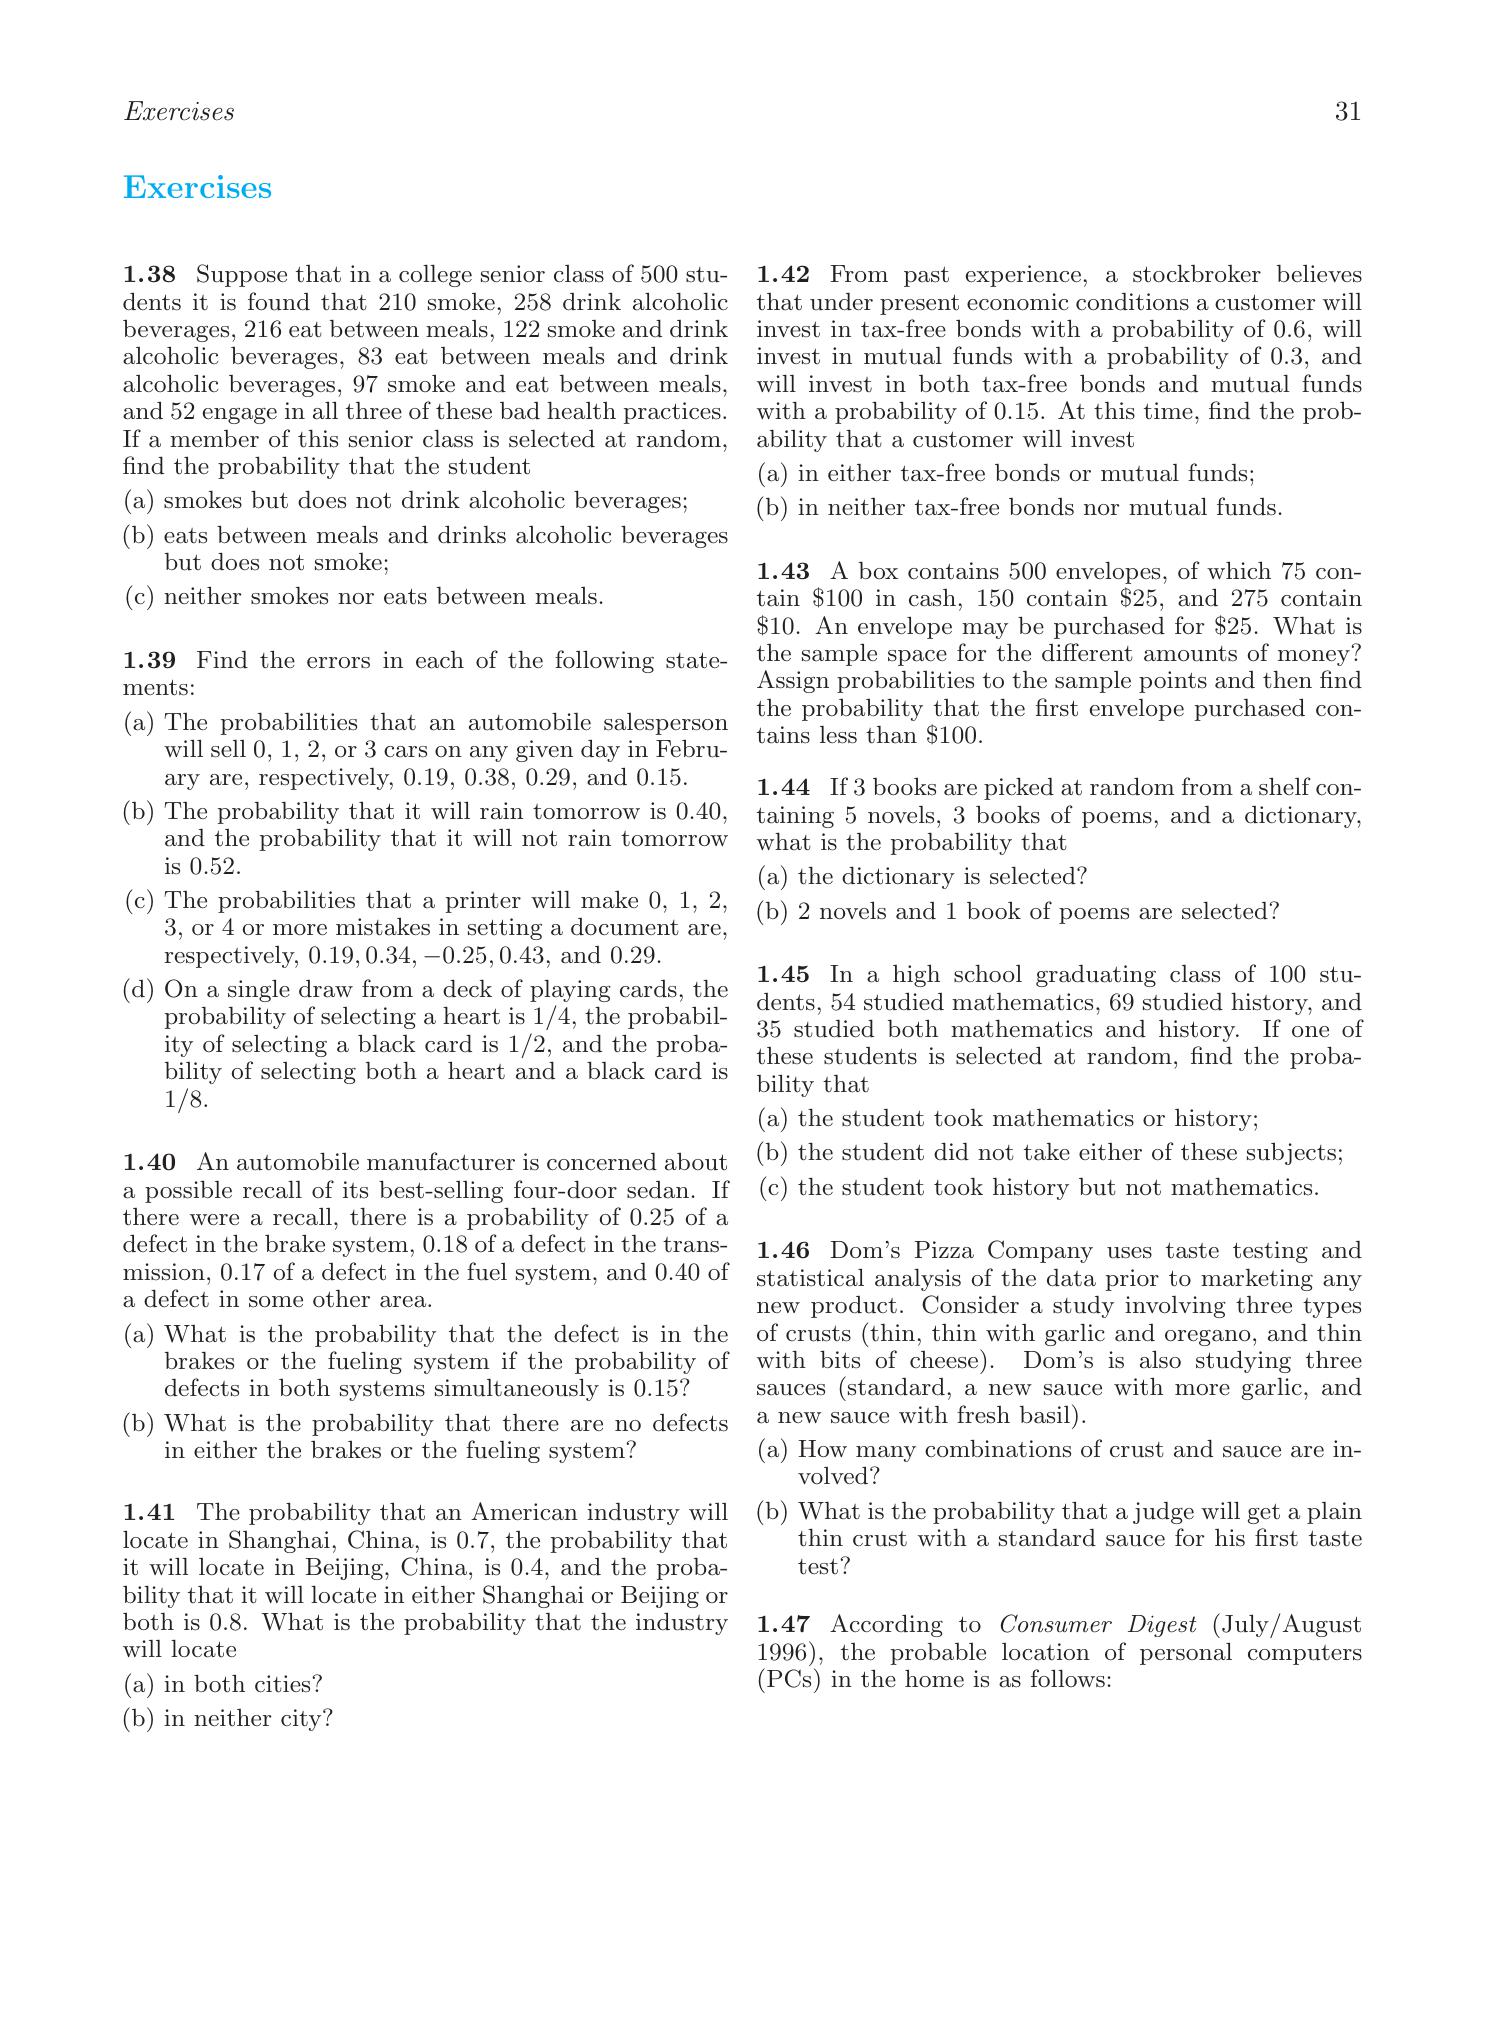 Exercises
31
Exercises
1.38 Suppose that in a college senior class of 500 stu-
dents it is found that 210 smoke, 258 drink alcoholic
beverages, 216 eat between meals, 122 smoke and drink
alcoholic beverages, 83 eat between meals and drink
alcoholic beverages, 97 smoke and eat between meals,
and 52 engage in all three of these bad health practices.
If a member of this senior class is selected at random,
find the probability that the student
(a) smokes but does not drink alcoholic beverages;
(b) eats between meals and drinks alcoholic beverages
but does not smoke;
(c) neither smokes nor eats between meals.
1.39 Find the errors in each of the following state-
ments:
(a) The probabilities that an automobile salesperson
will sell 0, 1, 2, or 3 cars on any given day in Febru-
ary are, respectively, 0.19, 0.38, 0.29, and 0.15.
(b) The probability that it will rain tomorrow is 0.40,
and the probability that it will not rain tomorrow
is 0.52.
(c) The probabilities that a printer will make 0, 1, 2,
3, or 4 or more mistakes in setting a document are,
respectively, 0.19, 0.34, −0.25, 0.43, and 0.29.
(d) On a single draw from a deck of playing cards, the
probability of selecting a heart is 1/4, the probabil-
ity of selecting a black card is 1/2, and the proba-
bility of selecting both a heart and a black card is
1/8.
1.40 An automobile manufacturer is concerned about
a possible recall of its best-selling four-door sedan. If
there were a recall, there is a probability of 0.25 of a
defect in the brake system, 0.18 of a defect in the trans-
mission, 0.17 of a defect in the fuel system, and 0.40 of
a defect in some other area.
(a) What is the probability that the defect is in the
brakes or the fueling system if the probability of
defects in both systems simultaneously is 0.15?
(b) What is the probability that there are no defects
in either the brakes or the fueling system?
1.41 The probability that an American industry will
locate in Shanghai, China, is 0.7, the probability that
it will locate in Beijing, China, is 0.4, and the proba-
bility that it will locate in either Shanghai or Beijing or
both is 0.8. What is the probability that the industry
will locate
(a) in both cities?
(b) in neither city?
1.42 From past experience, a stockbroker believes
that under present economic conditions a customer will
invest in tax-free bonds with a probability of 0.6, will
invest in mutual funds with a probability of 0.3, and
will invest in both tax-free bonds and mutual funds
with a probability of 0.15. At this time, find the prob-
ability that a customer will invest
(a) in either tax-free bonds or mutual funds;
(b) in neither tax-free bonds nor mutual funds.
1.43 A box contains 500 envelopes, of which 75 con-
tain $100 in cash, 150 contain $25, and 275 contain
$10. An envelope may be purchased for $25. What is
the sample space for the different amounts of money?
Assign probabilities to the sample points and then find
the probability that the first envelope purchased con-
tains less than $100.
1.44 If 3 books are picked at random from a shelf con-
taining 5 novels, 3 books of poems, and a dictionary,
what is the probability that
(a) the dictionary is selected?
(b) 2 novels and 1 book of poems are selected?
1.45 In a high school graduating class of 100 stu-
dents, 54 studied mathematics, 69 studied history, and
35 studied both mathematics and history. If one of
these students is selected at random, find the proba-
bility that
(a) the student took mathematics or history;
(b) the student did not take either of these subjects;
(c) the student took history but not mathematics.
1.46 Dom's Pizza Company uses taste testing and
statistical analysis of the data prior to marketing any
new product. Consider a study involving three types
of crusts (thin, thin with garlic and oregano, and thin
with bits of cheese). Dom's is also studying three
sauces (standard, a new sauce with more garlic, and
a new sauce with fresh basil).
(a) How many combinations of crust and sauce are in-
volved?
(b) What is the probability that a judge will get a plain
thin crust with a standard sauce for his first taste
test?
1.47 According to Consumer Digest (July/August
1996), the probable location of personal computers
(PCs) in the home is as follows: